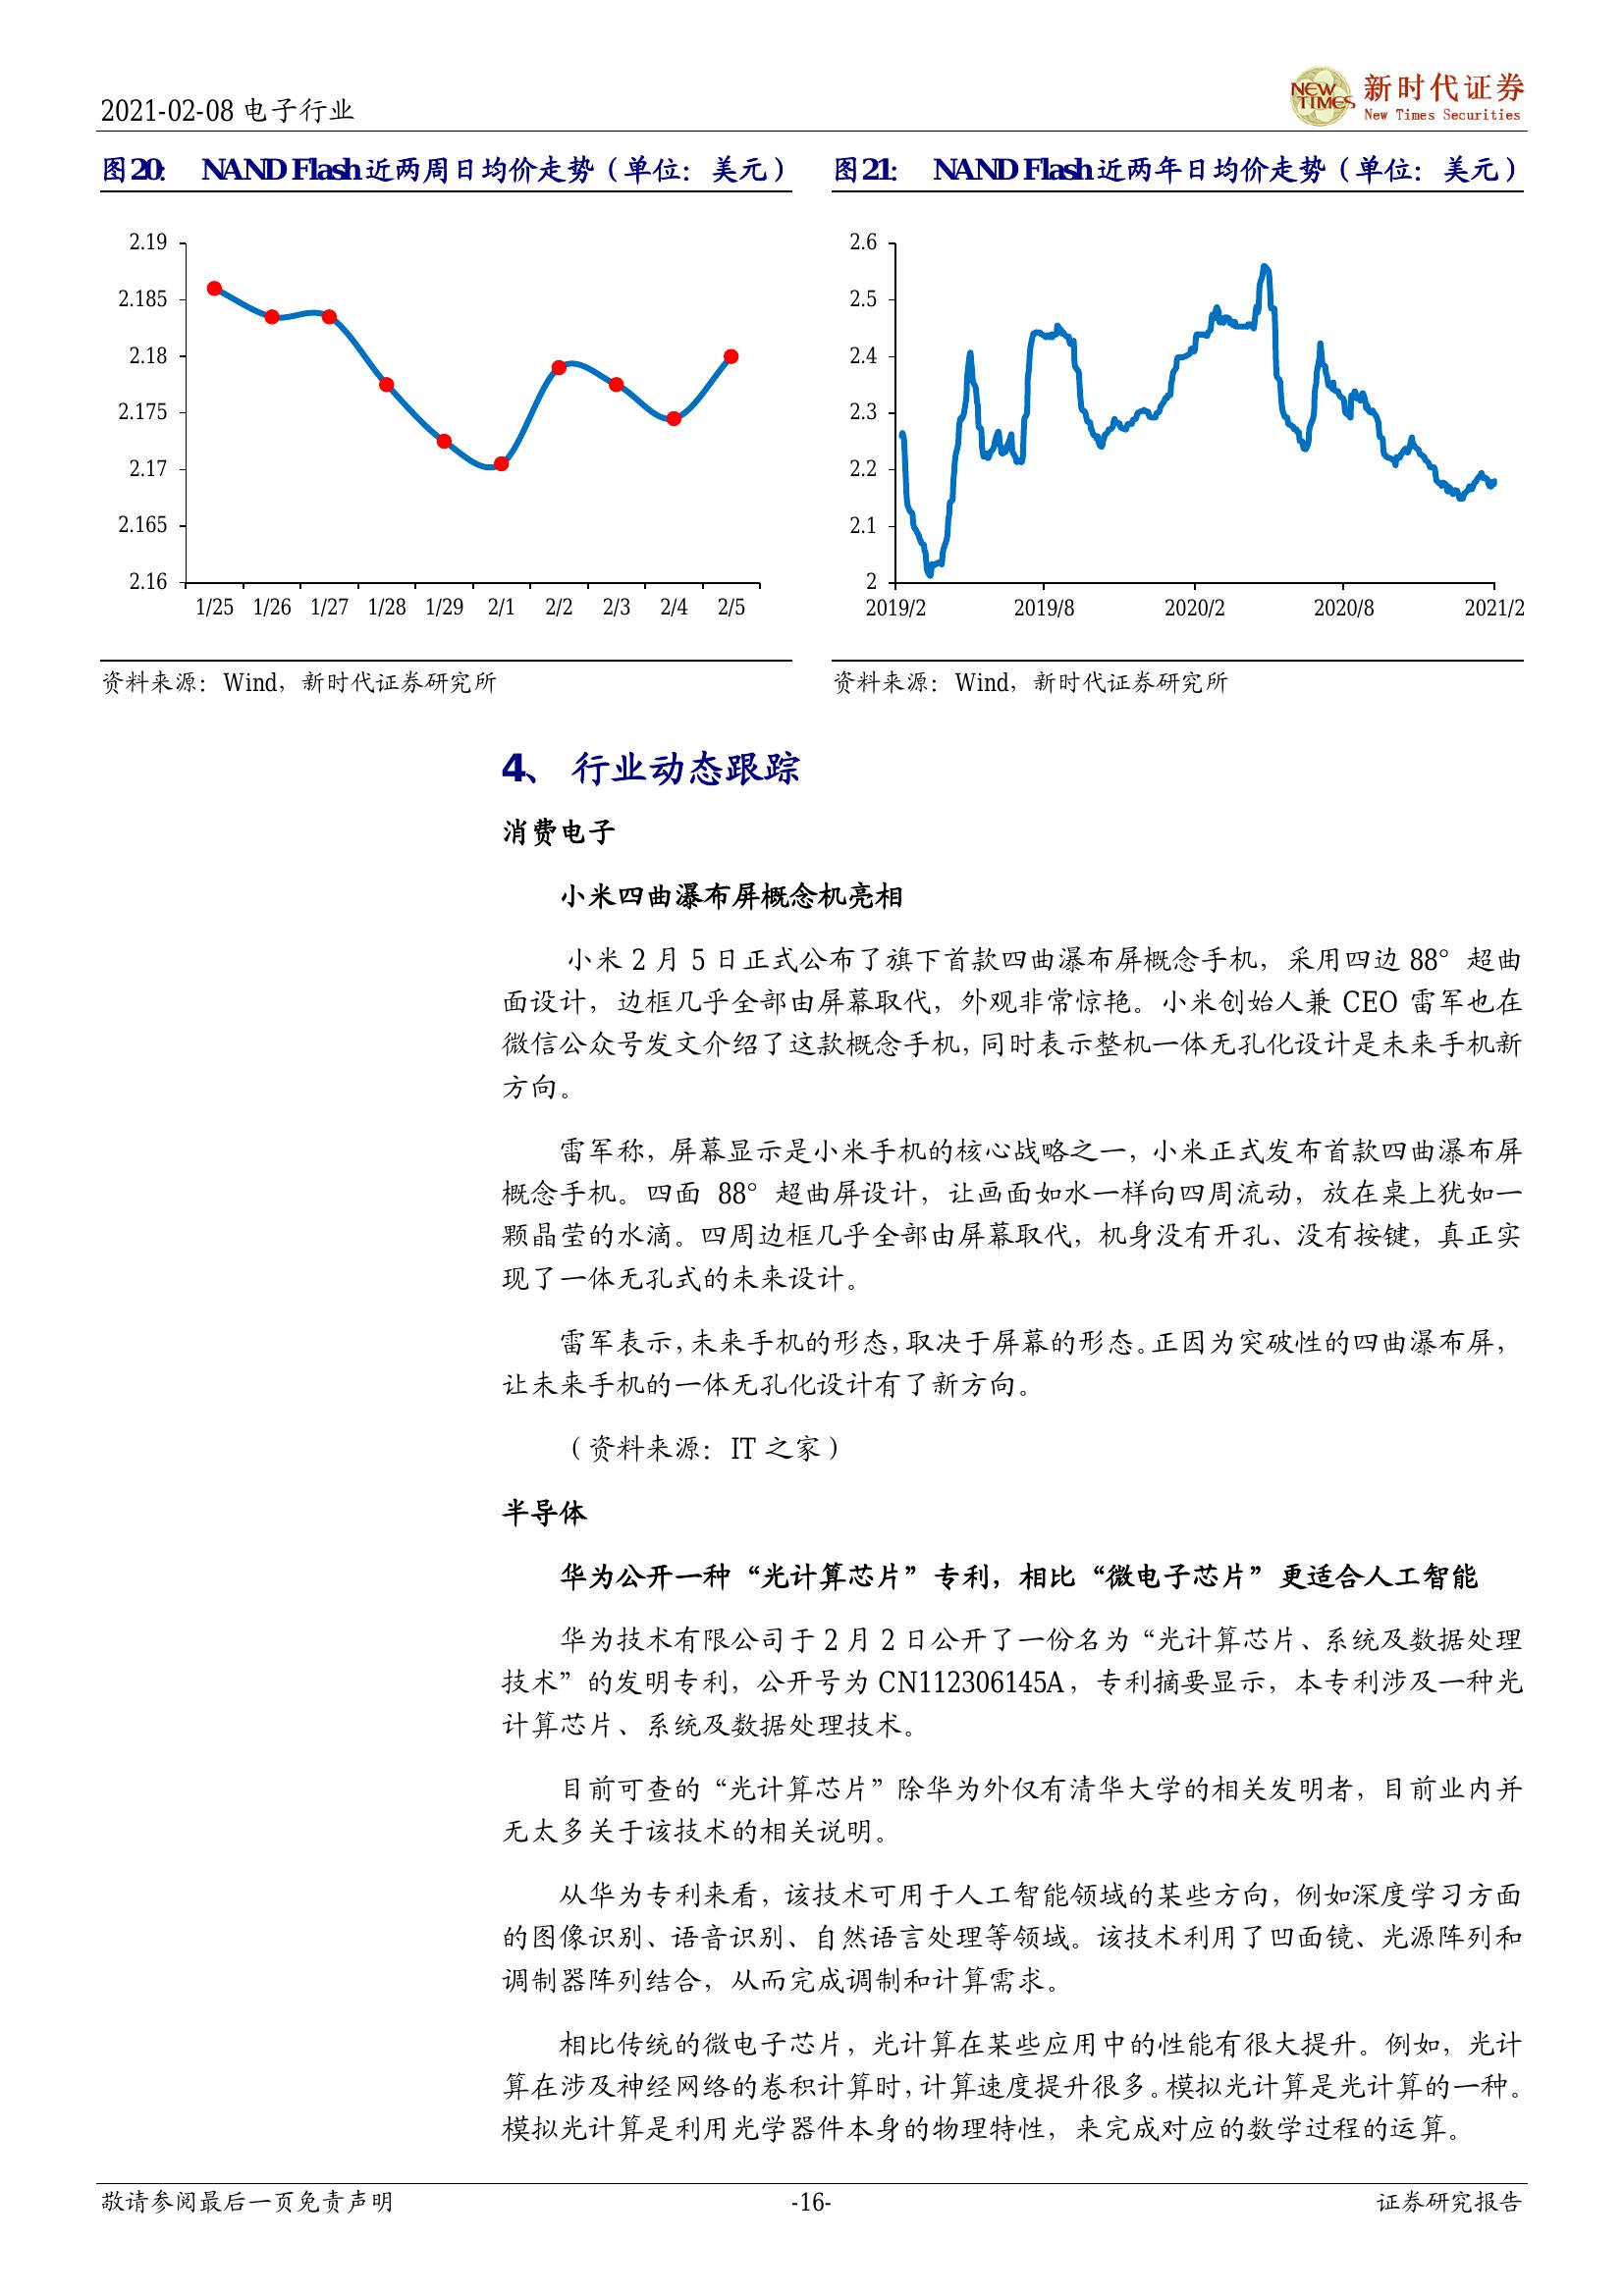 2021-02-08 电子行业
NEW TIMES 新时代证券
New Times Securities
图20: NAND Flash近两周日均价走势（单位：美元）
2.19
2.185
2.18
2.175
2.17
2.165
2.16
1/25 1/26 1/27 1/28 1/29 2/1 2/2 2/3 2/4 2/5
资料来源：Wind，新时代证券研究所
图21: NAND Flash近两年日均价走势（单位：美元）
2.6
2.5
2.4
2.3
2.2
2.1
2
2019/2 2019/8 2020/2 2020/8 2021/2
资料来源：Wind，新时代证券研究所
4、 行业动态跟踪
消费电子
小米四曲瀑布屏概念机亮相
小米 2 月 5 日正式公布了旗下首款四曲瀑布屏概念手机，采用四边 88° 超曲
面设计，边框几乎全部由屏幕取代，外观非常惊艳。小米创始人兼 CEO 雷军也在
微信公众号发文介绍了这款概念手机，同时表示整机一体无孔化设计是未来手机新
方向。
雷军称，屏幕显示是小米手机的核心战略之一，小米正式发布首款四曲瀑布屏
概念手机。四面 88° 超曲屏设计，让画面如水一样向四周流动，放在桌上犹如一
颗晶莹的水滴。四周边框几乎全部由屏幕取代，机身没有开孔、没有按键，真正实
现了一体无孔式的未来设计。
雷军表示，未来手机的形态，取决于屏幕的形态。正因为突破性的四曲瀑布屏，
让未来手机的一体无孔化设计有了新方向。
（资料来源：IT 之家）
半导体
华为公开一种“光计算芯片”专利，相比“微电子芯片”更适合人工智能
华为技术有限公司于 2 月 2 日公开了一份名为“光计算芯片、系统及数据处理
技术”的发明专利，公开号为 CN112306145A，专利摘要显示，本专利涉及一种光
计算芯片、系统及数据处理技术。
目前可查的“光计算芯片”除华为外仅有清华大学的相关发明者，目前业内并
无太多关于该技术的相关说明。
从华为专利来看，该技术可用于人工智能领域的某些方向，例如深度学习方面
的图像识别、语音识别、自然语言处理等领域。该技术利用了凹面镜、光源阵列和
调制器阵列结合，从而完成调制和计算需求。
相比传统的微电子芯片，光计算在某些应用中的性能有很大提升。例如，光计
算在涉及神经网络的卷积计算时，计算速度提升很多。模拟光计算是光计算的一种。
模拟光计算是利用光学器件本身的物理特性，来完成对应的数学过程的运算。
敬请参阅最后一页免责声明 -16- 证券研究报告